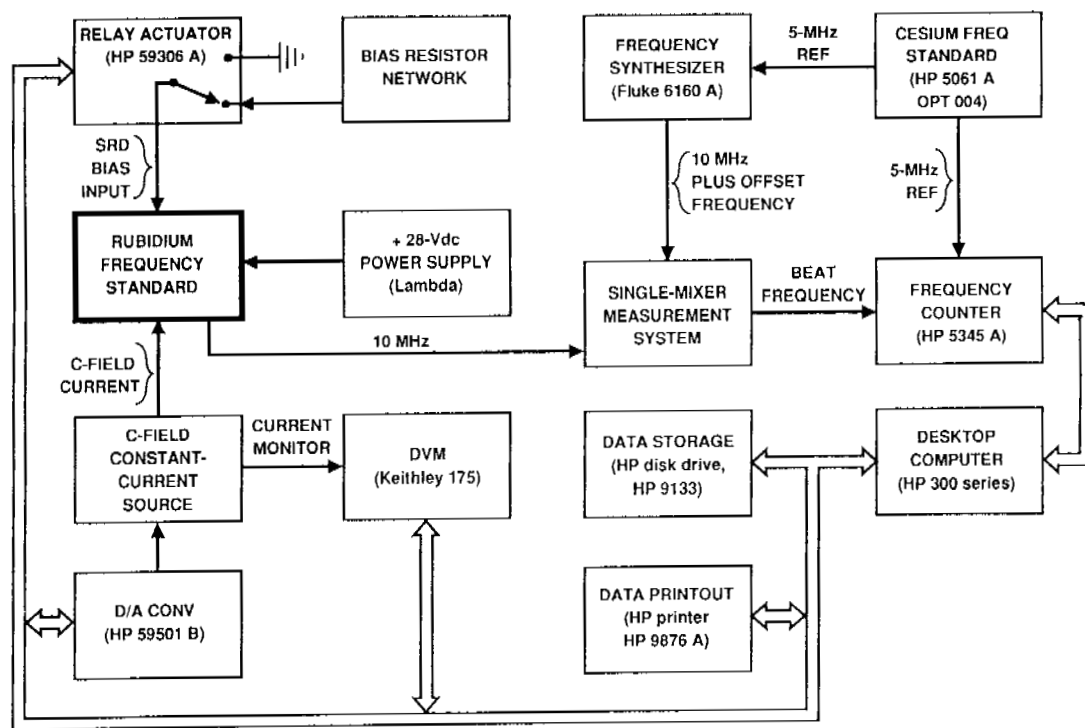 RELAY ACTUATOR
(HP 59306 A)
BIAS RESISTOR
NETWORK
FREQUENCY
SYNTHESIZER
(Fluke 6160 A)
5-MHz
REF
CESIUM FREQ
STANDARD
(HP 5061 A
OPT 004)
SRD
BIAS
INPUT
10 MHz
PLUS OFFSET
FREQUENCY
5-MHz
REF
RUBIDIUM
FREQUENCY
STANDARD
+ 28-Vdc
POWER SUPPLY
(Lambda)
SINGLE-MIXER
MEASUREMENT
SYSTEM
BEAT
FREQUENCY
FREQUENCY
COUNTER
(HP 5345 A)
10 MHz
C-FIELD
CURRENT
C-FIELD
CONSTANT-
CURRENT
SOURCE
CURRENT
MONITOR
DVM
(Keithley 175)
DATA STORAGE
(HP disk drive,
HP 9133)
DESKTOP
COMPUTER
(HP 300 series)
D/A CONV
(HP 59501 B)
DATA PRINTOUT
(HP printer
HP 9876 A)